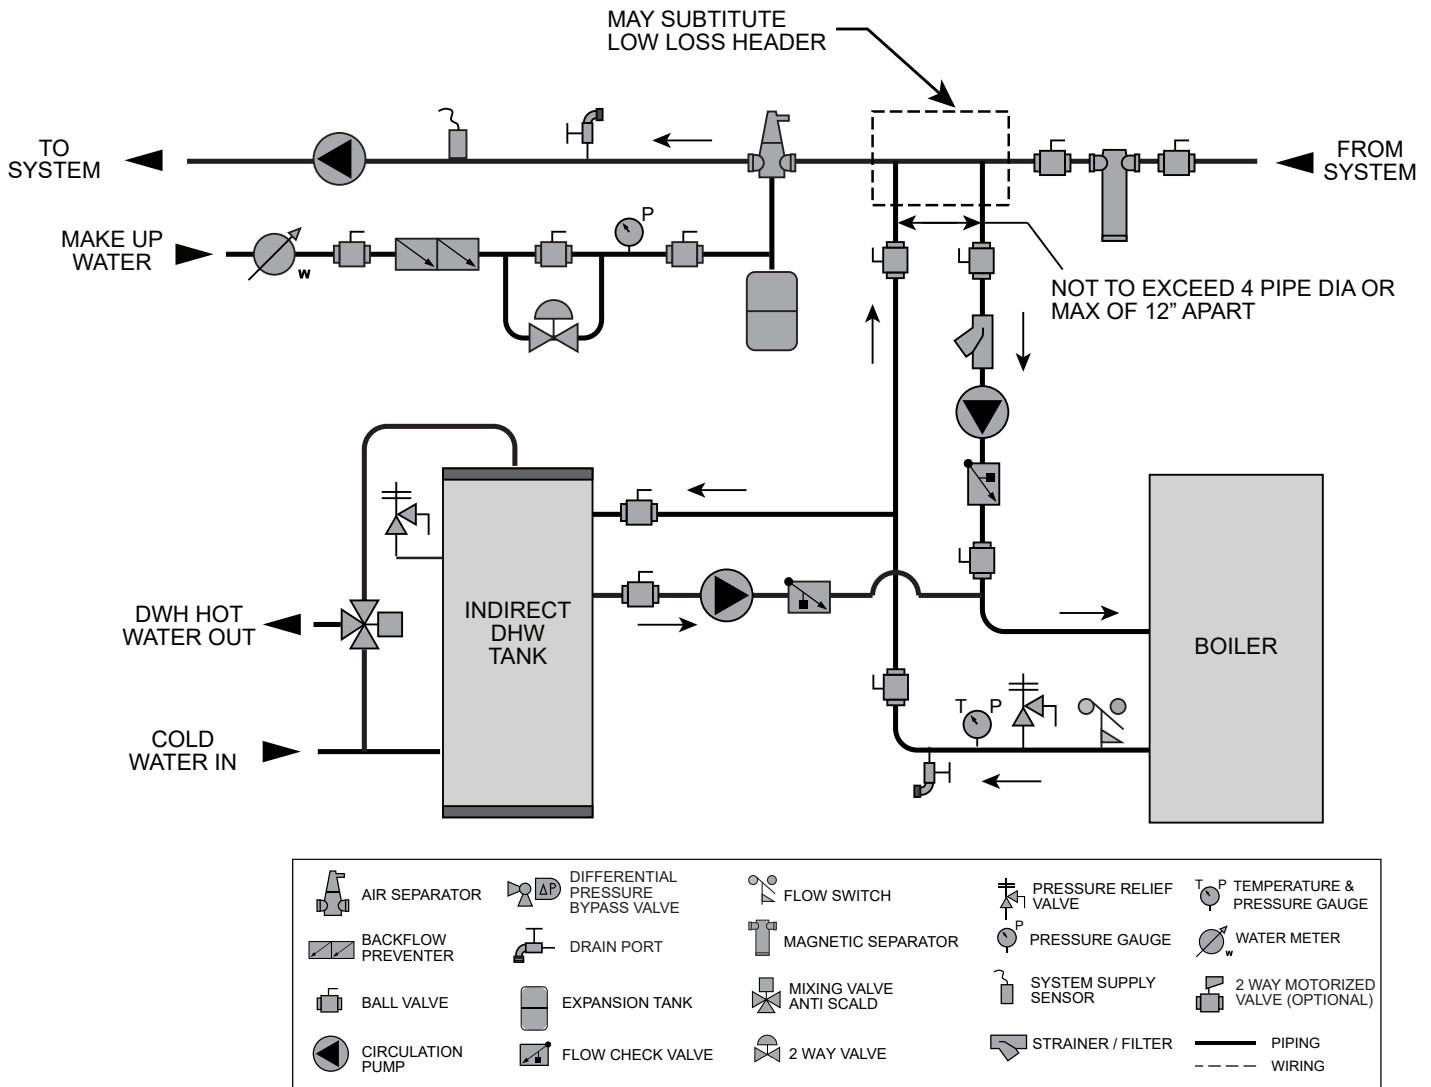 MAY SUBTITUTE
LOW LOSS HEADER
TO
SYSTEM
FROM
SYSTEM
MAKE UP
WATER
W
P
NOT TO EXCEED 4 PIPE DIA OR
MAX OF 12” APART
INDIRECT
DHW
TANK
DWH HOT
WATER OUT
COLD
WATER IN
BOILER
T P
AIR SEPARATOR
BACKFLOW
PREVENTER
BALL VALVE
CIRCULATION
PUMP
ΔP
DIFFERENTIAL
PRESSURE
BYPASS VALVE
DRAIN PORT
EXPANSION TANK
FLOW CHECK VALVE
FLOW SWITCH
MAGNETIC SEPARATOR
MIXING VALVE
ANTI SCALD
2 WAY VALVE
PRESSURE RELIEF
VALVE
P
PRESSURE GAUGE
SYSTEM SUPPLY
SENSOR
STRAINER / FILTER
T P
TEMPERATURE &
PRESSURE GAUGE
W
WATER METER
2 WAY MOTORIZED
VALVE (OPTIONAL)
PIPING
WIRING